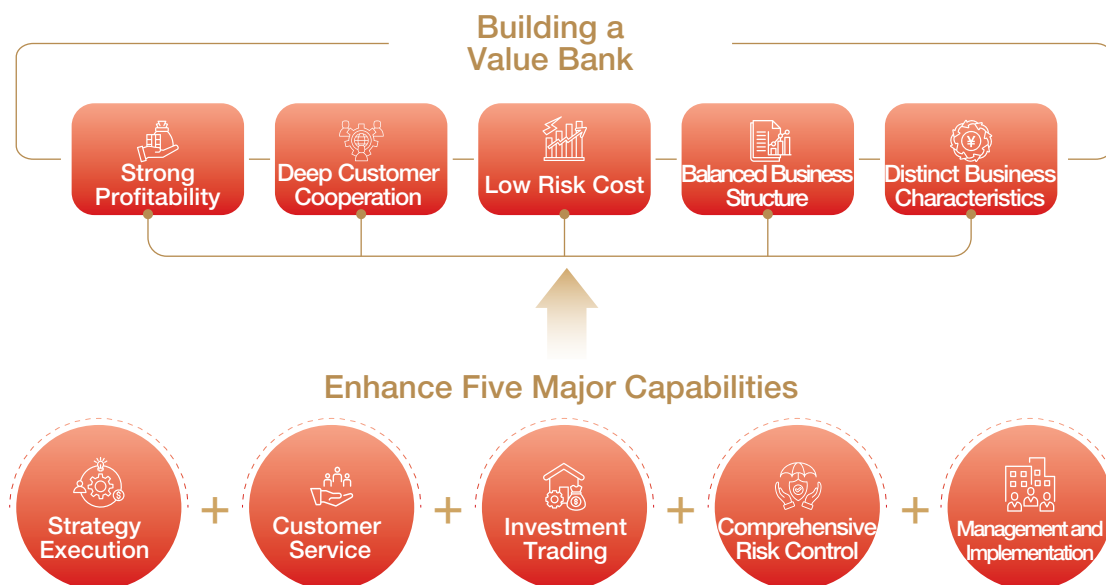 Building a
Value Bank
Strong
Profitability
Deep Customer
Cooperation
Low Risk Cost
Balanced Business
Structure
Distinct Business
Characteristics
Enhance Five Major Capabilities
Strategy
Execution
+
Customer
Service
+
Investment
Trading
+
Comprehensive
Risk Control
+
Management and
Implementation